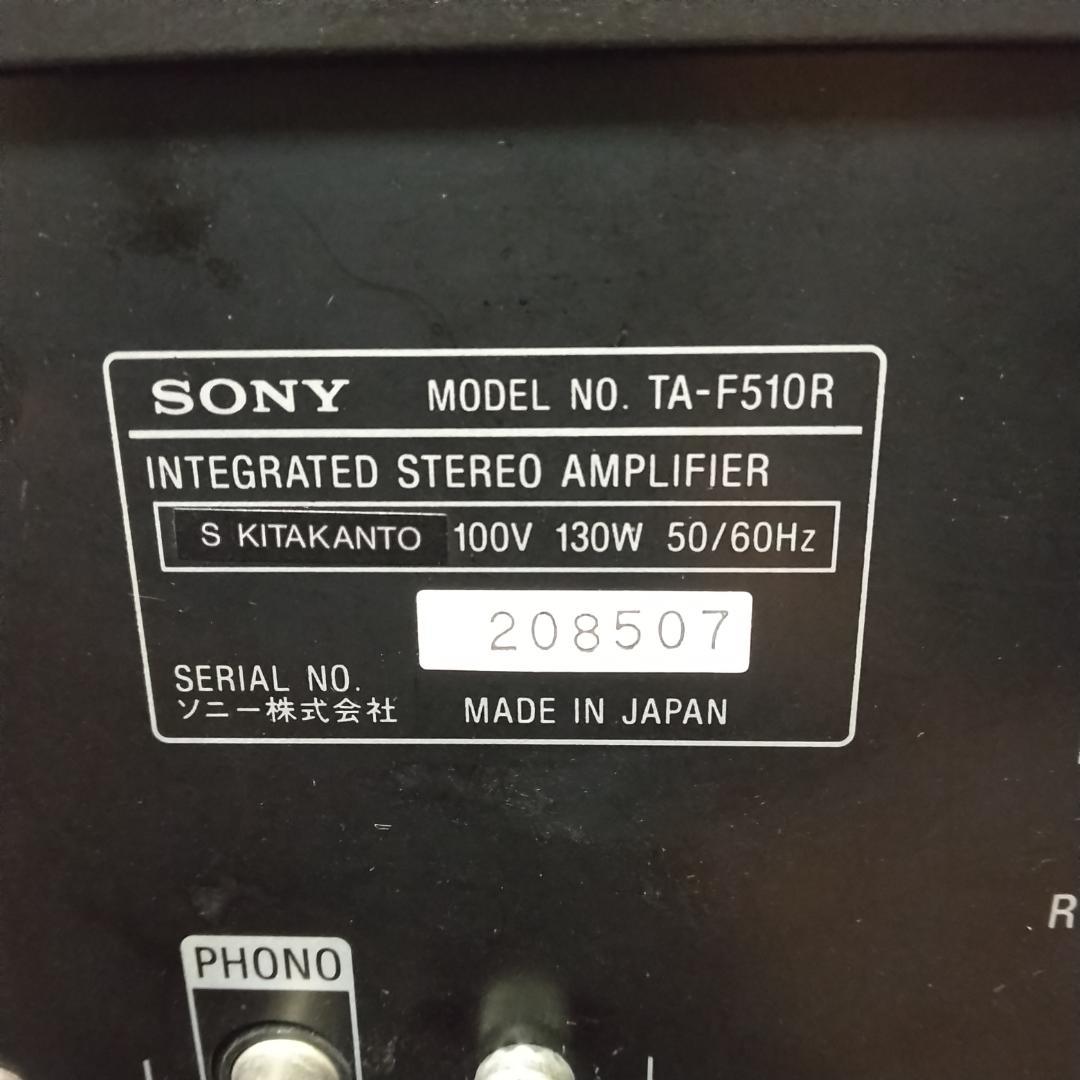 SONY MODEL NO. TA-F510R
INTEGRATED STEREO AMPLIFIER
S KITAKANTO 100V 130W 50/60Hz
208507
SERIAL NO.
ソニー株式会社 MADE IN JAPAN
PHONO
R